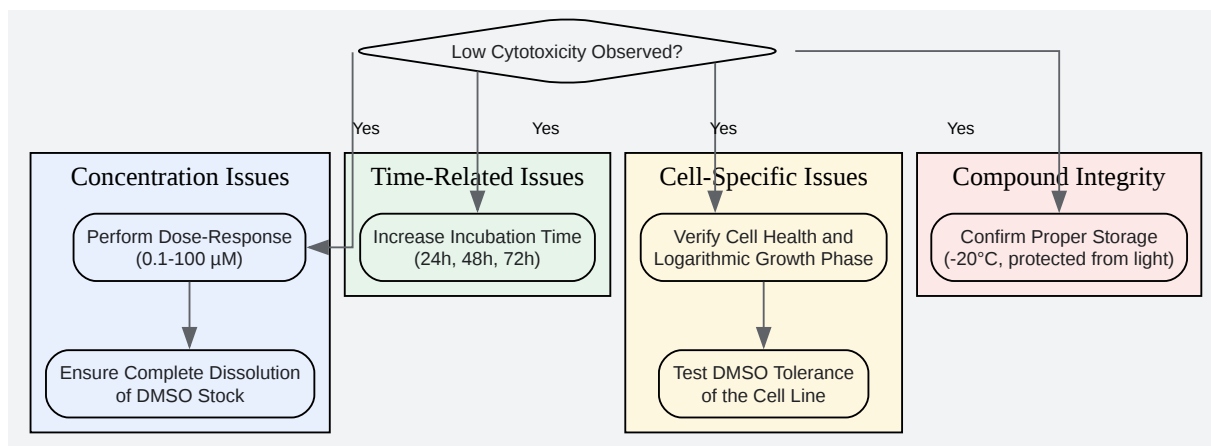 Low Cytotoxicity Observed?
Yes
Yes
Yes
Yes
Concentration Issues
Perform Dose-Response
(0.1-100 µM)
Ensure Complete Dissolution
of DMSO Stock
Time-Related Issues
Increase Incubation Time
(24h, 48h, 72h)
Cell-Specific Issues
Verify Cell Health and
Logarithmic Growth Phase
Test DMSO Tolerance
of the Cell Line
Compound Integrity
Confirm Proper Storage
(-20°C, protected from light)